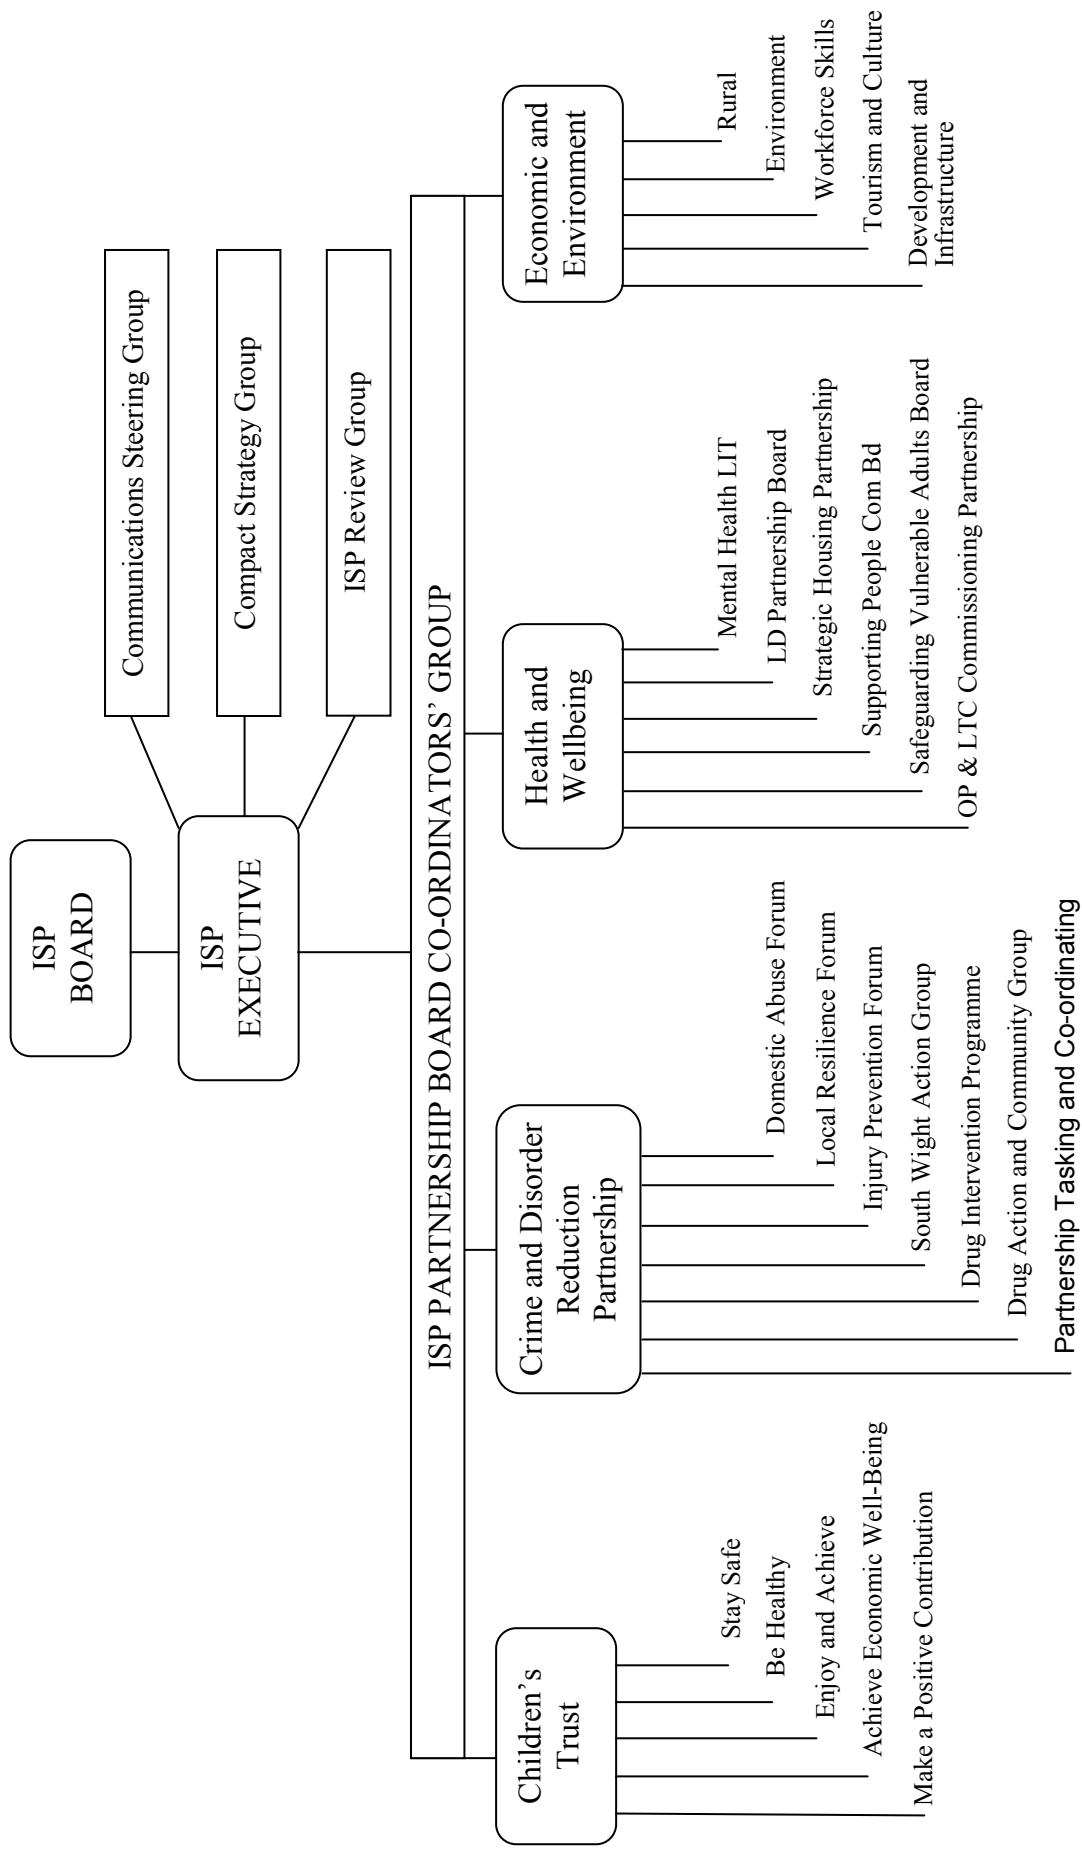 ISP
BOARD
ISP
EXECUTIVE
Communications Steering Group
Compact Strategy Group
ISP Review Group
ISP PARTNERSHIP BOARD CO-ORDINATORS’ GROUP
Children’s
Trust
Stay Safe
Be Healthy
Enjoy and Achieve
Achieve Economic Well-Being
Make a Positive Contribution
Crime and Disorder
Reduction
Partnership
Domestic Abuse Forum
Local Resilience Forum
Injury Prevention Forum
South Wight Action Group
Drug Intervention Programme
Drug Action and Community Group
Partnership Tasking and Co-ordinating
Health and
Wellbeing
Mental Health LIT
LD Partnership Board
Strategic Housing Partnership
Supporting People Com Bd
Safeguarding Vulnerable Adults Board
OP & LTC Commissioning Partnership
Economic and
Environment
Rural
Environment
Workforce Skills
Tourism and Culture
Development and
Infrastructure